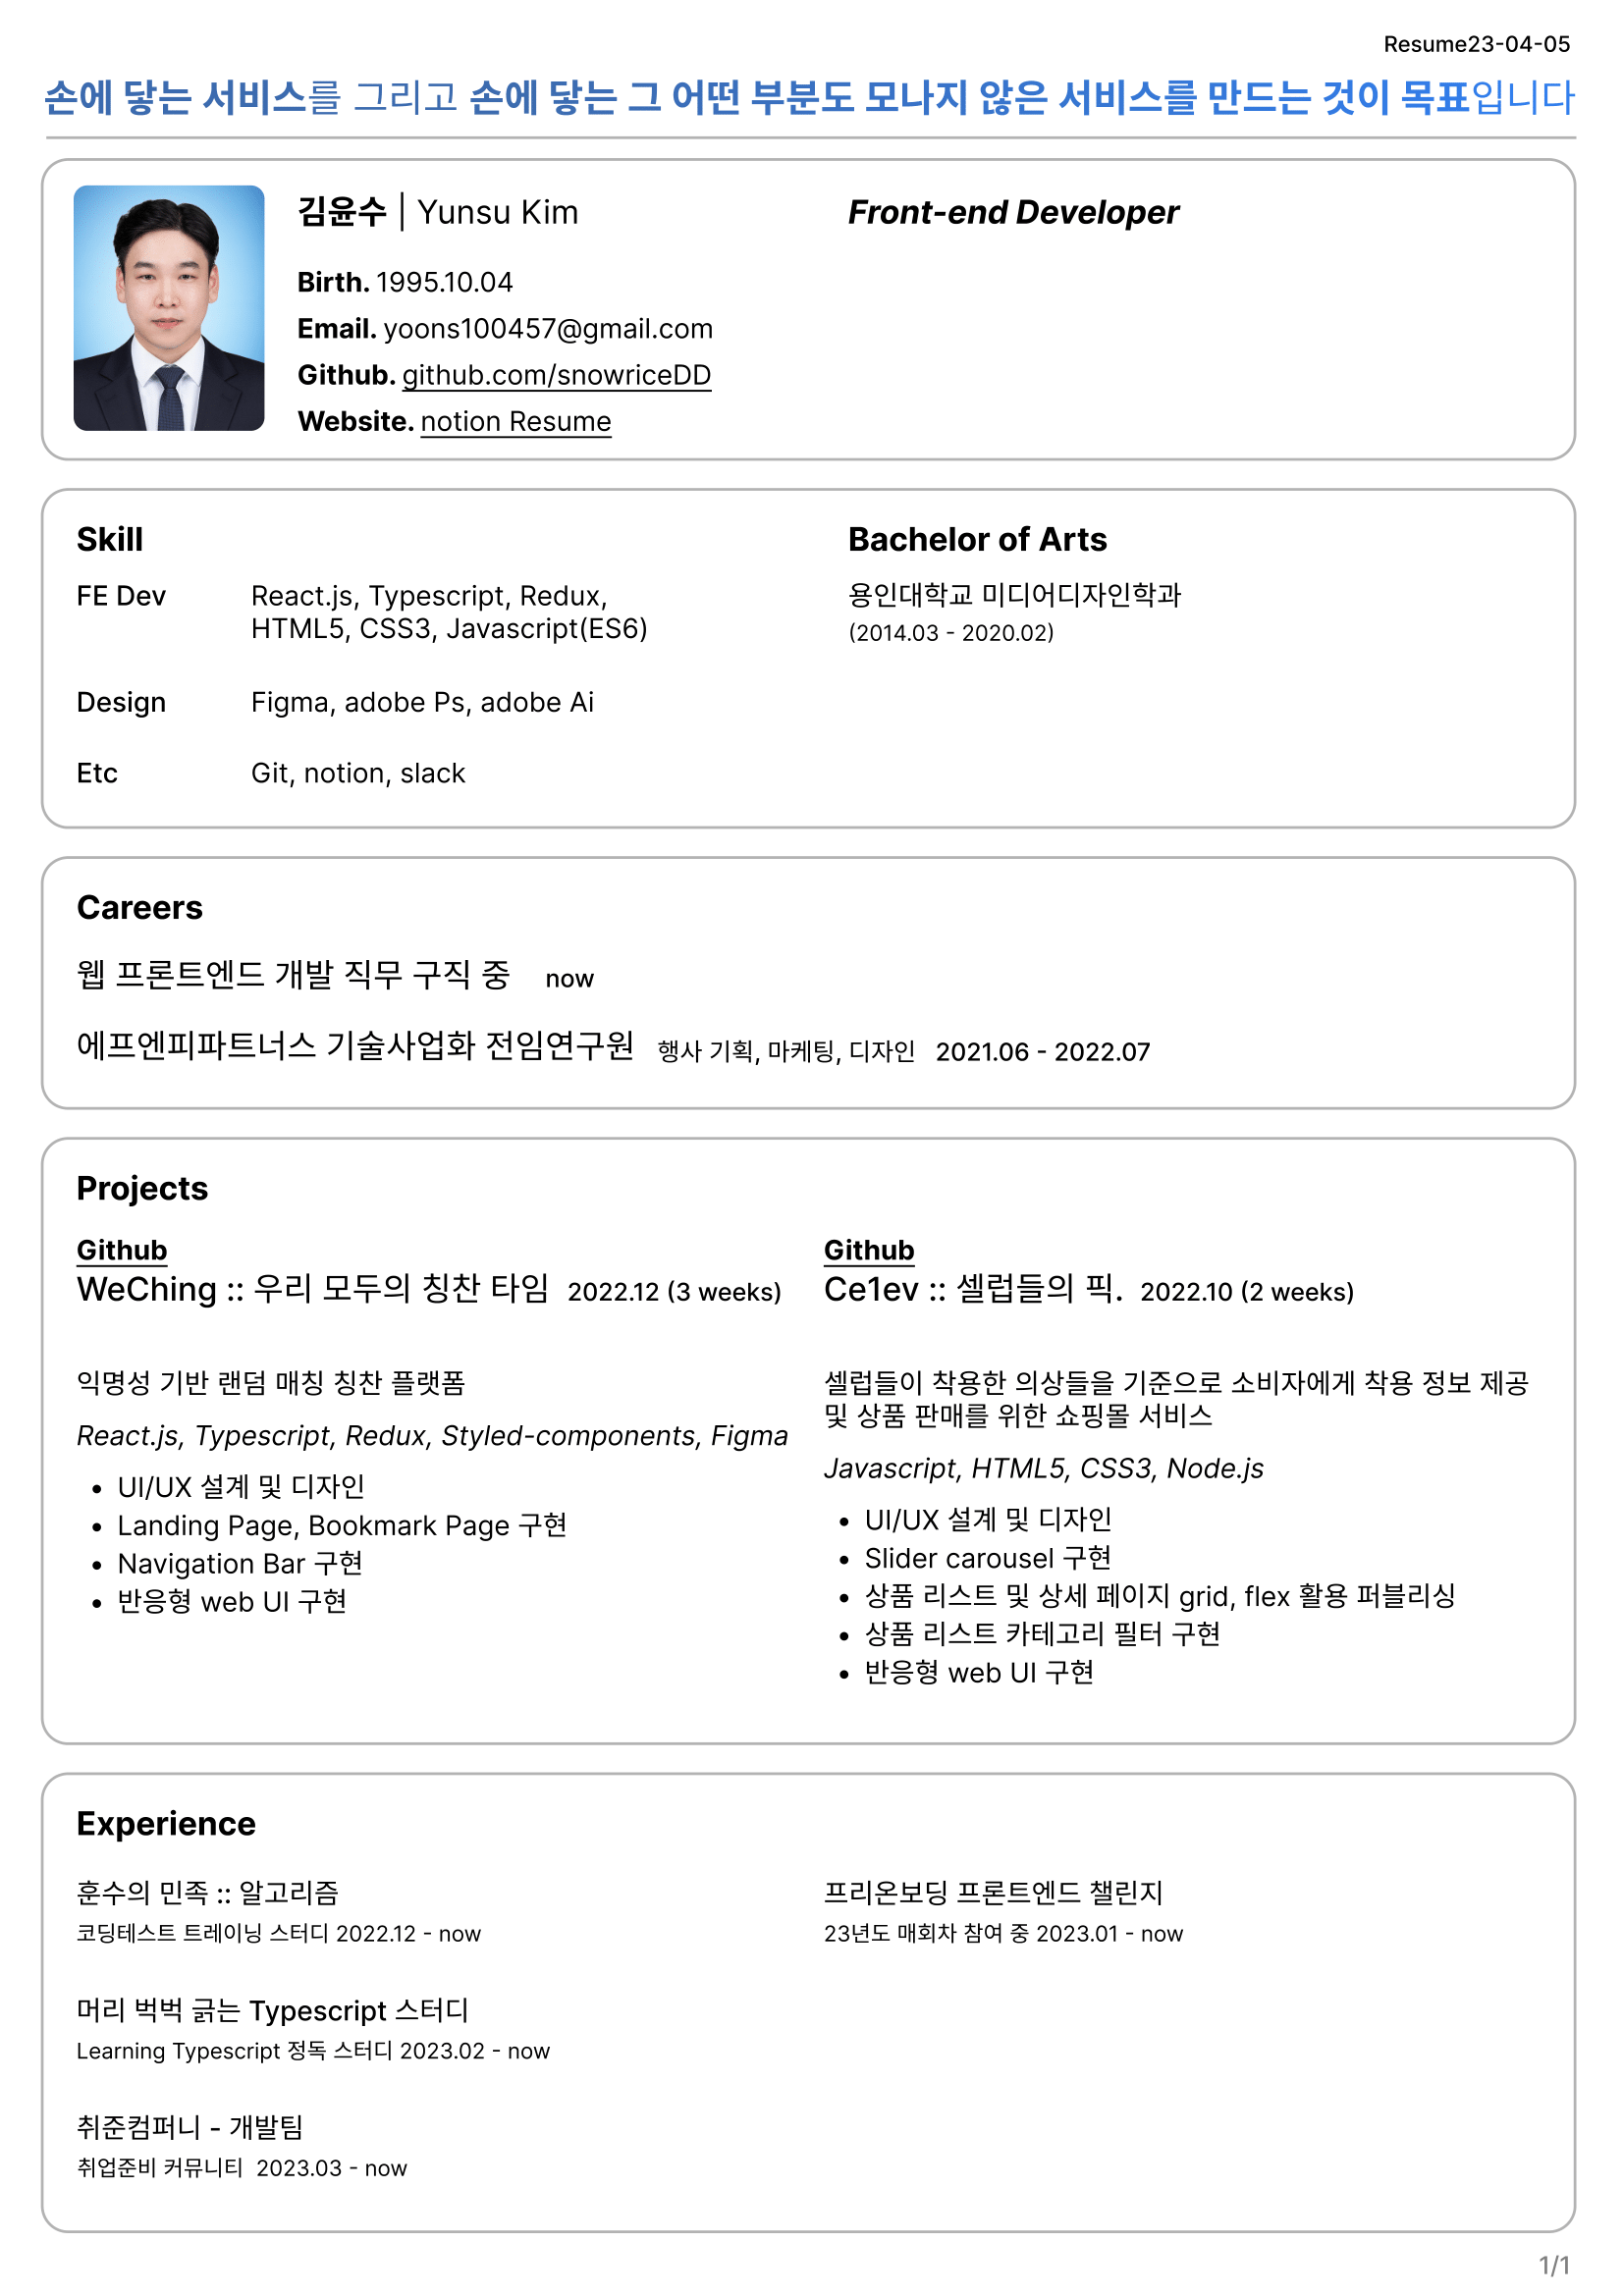 Resume23-04-05
손에 닿는 서비스를 그리고 손에 닿는 그 어떤 부분도 모나지 않은 서비스를 만드는 것이 목표입니다
김윤수 | Yunsu Kim
Front-end Developer
Birth. 1995.10.04
Email. yoons100457@gmail.com
Github. github.com/snowriceDD
Website. notion Resume
Skill
FE Dev React.js, Typescript, Redux,
HTML5, CSS3, Javascript(ES6)
Design Figma, adobe Ps, adobe Ai
Etc Git, notion, slack
Bachelor of Arts
용인대학교 미디어디자인학과
(2014.03 - 2020.02)
Careers
웹 프론트엔드 개발 직무 구직 중 now
에프엔피파트너스 기술사업화 전임연구원 행사 기획, 마케팅, 디자인 2021.06 - 2022.07
Projects
Github
WeChing :: 우리 모두의 칭찬 타임 2022.12 (3 weeks)
익명성 기반 랜덤 매칭 칭찬 플랫폼
React.js, Typescript, Redux, Styled-components, Figma
• UI/UX 설계 및 디자인
• Landing Page, Bookmark Page 구현
• Navigation Bar 구현
• 반응형 web UI 구현
Github
Ce1ev :: 셀럽들의 픽. 2022.10 (2 weeks)
셀럽들이 착용한 의상들을 기준으로 소비자에게 착용 정보 제공
및 상품 판매를 위한 쇼핑몰 서비스
Javascript, HTML5, CSS3, Node.js
• UI/UX 설계 및 디자인
• Slider carousel 구현
• 상품 리스트 및 상세 페이지 grid, flex 활용 퍼블리싱
• 상품 리스트 카테고리 필터 구현
• 반응형 web UI 구현
Experience
훈수의 민족 :: 알고리즘
코딩테스트 트레이닝 스터디 2022.12 - now
머리 벅벅 긁는 Typescript 스터디
Learning Typescript 정독 스터디 2023.02 - now
취준컴퍼니 - 개발팀
취업준비 커뮤니티 2023.03 - now
프리온보딩 프론트엔드 챌린지
23년도 매회차 참여 중 2023.01 - now
1/1